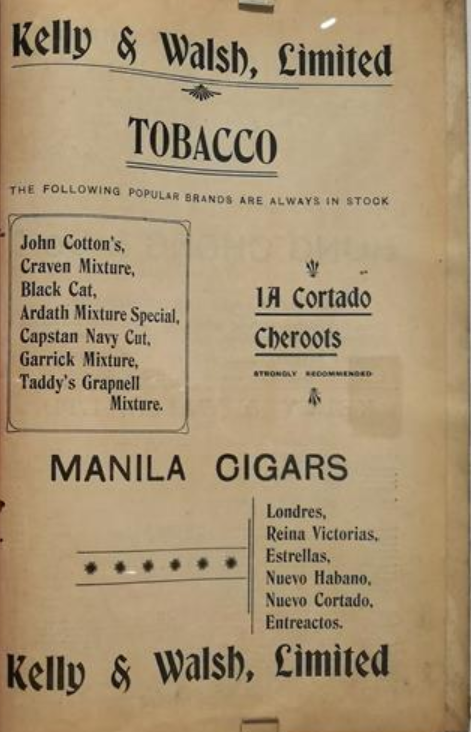 Kelly & Walsh, Limited
TOBACCO
THE FOLLOWING POPULAR BRANDS ARE ALWAYS IN STOCK
John Cotton's,
Craven Mixture,
Black Cat,
Ardath Mixture Special,
Capstan Navy Cut,
Garrick Mixture,
Taddy's Grapnell
Mixture.
1A Cortado
Cheroots
STRONGLY RECOMMENDED
MANILA CIGARS
Londres,
Reina Victorias,
Estrellas,
Nuevo Habano,
Nuevo Cortado,
Entreactos.
Kelly & Walsh, Limited